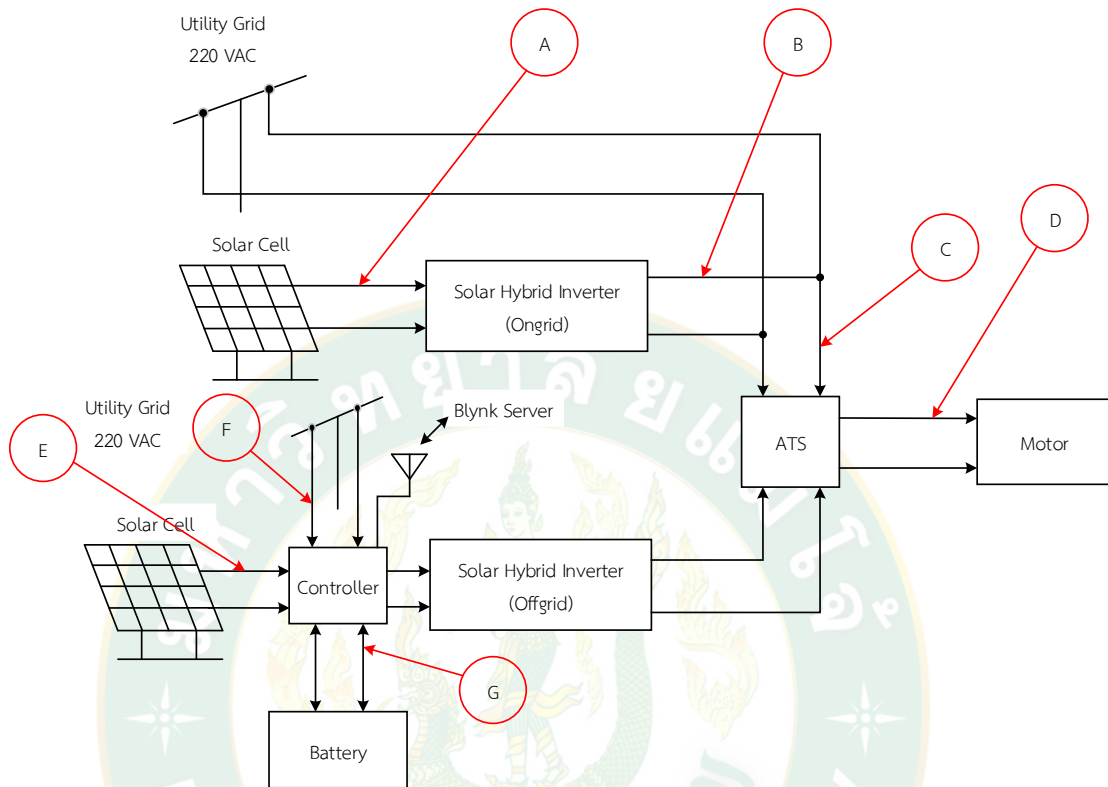 Utility Grid
220 VAC
A
B
Solar Cell
C
D
Solar Hybrid Inverter
(Ongrid)
Utility Grid
220 VAC
E
F
Blynk Server
ATS
Motor
Solar Cell
Controller
Solar Hybrid Inverter
(Offgrid)
G
Battery